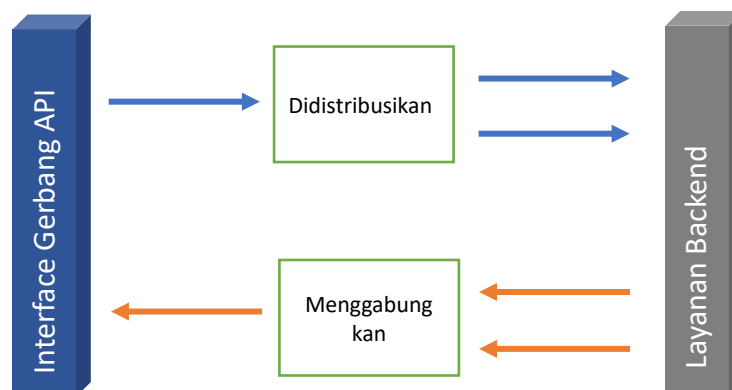 Interface Gerbang API
Didistribusikan
Menggabung
kan
Layanan Backend